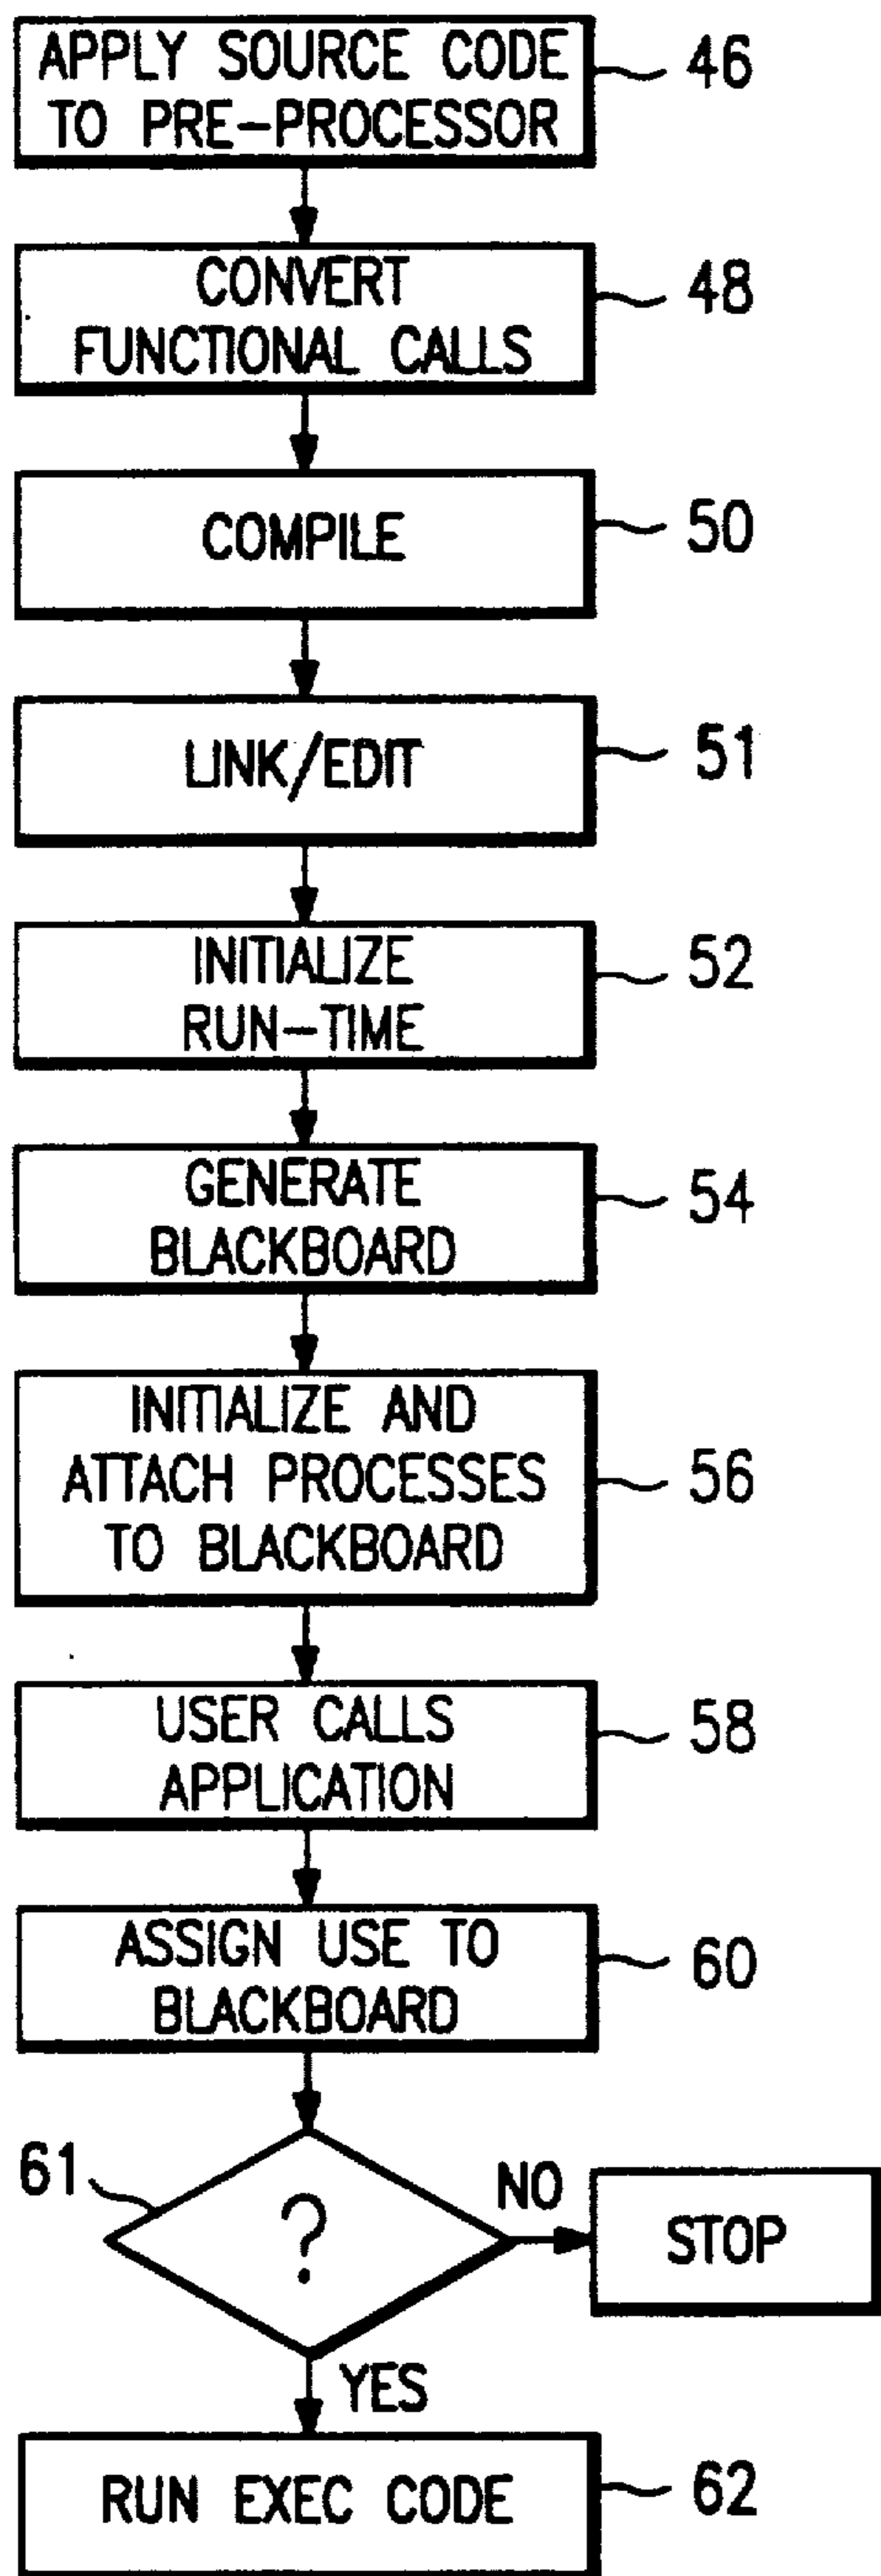 APPLY SOURCE CODE
TO PRE-PROCESSOR
46
CONVERT
FUNCTIONAL CALLS
48
COMPILE
50
LINK/EDIT
51
INITIALIZE
RUN-TIME
52
GENERATE
BLACKBOARD
54
INITIALIZE AND
ATTACH PROCESSES
TO BLACKBOARD
56
USER CALLS
APPLICATION
58
ASSIGN USE TO
BLACKBOARD
60
61
?
NO
STOP
YES
RUN EXEC CODE
62